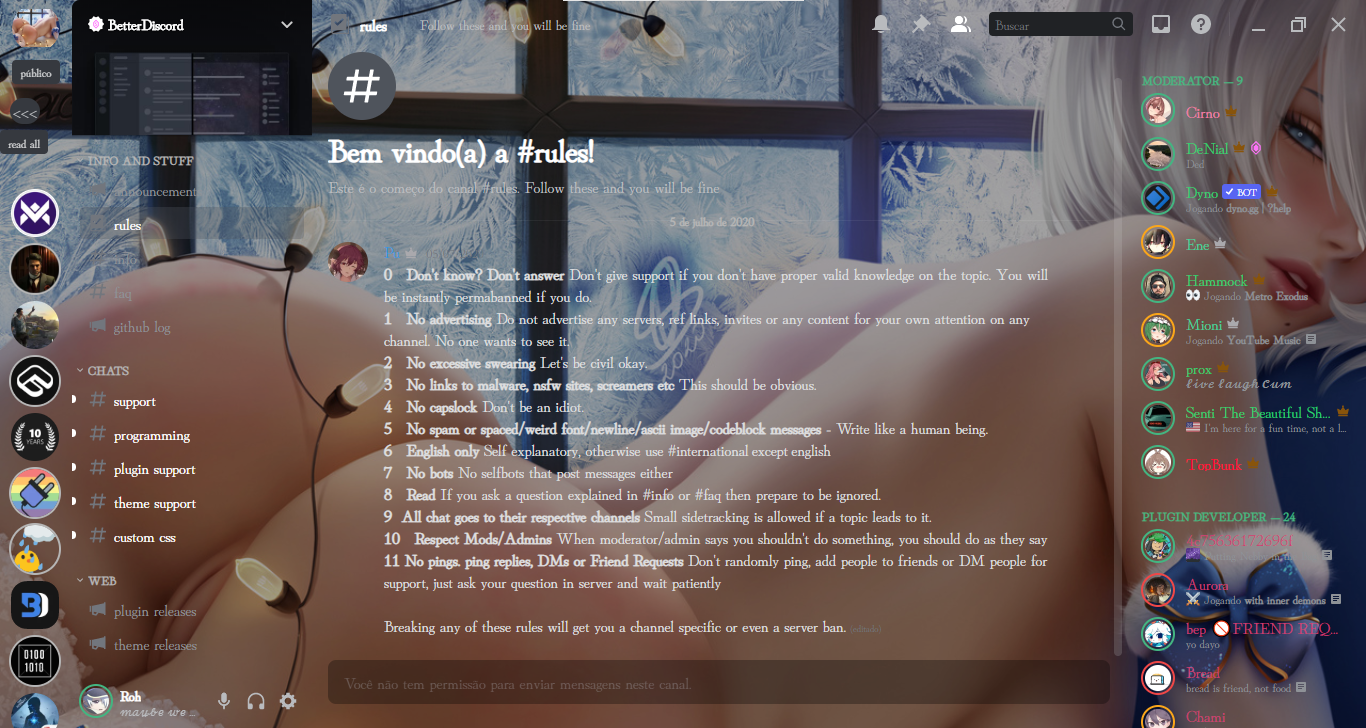 BetterDiscord
rules
Follow these and you will be fine
Buscar
público
<<<
read all
10
YEARS
0100
1010
INFO AND STUFF
announcement
rules
info
faq
github log
CHATS
support
programming
plugin support
theme support
custom css
WEB
plugin releases
theme releases
Roh
maybe we ...
#
Bem vindo(a) a #rules!
Este é o começo do canal #rules. Follow these and you will be fine
5 de julho de 2020
0 Don't know? Don't answer Don't give support if you don't have proper valid knowledge on the topic. You will
be instantly permabanned if you do.
1 No advertising Do not advertise any servers, ref links, invites or any content for your own attention on any
channel. No one wants to see it.
2 No excessive swearing Let's be civil okay.
3 No links to malware, nsfw sites, screamers etc This should be obvious.
4 No capslock Don't be an idiot.
5 No spam or spaced/weird font/newline/ascii image/codeblock messages - Write like a human being.
6 English only Self explanatory, otherwise use #international except english
7 No bots No selfbots that post messages either
8 Read If you ask a question explained in #info or #faq then prepare to be ignored.
9 All chat goes to their respective channels Small sidetracking is allowed if a topic leads to it.
10 Respect Mods/Admins When moderator/admin says you shouldn't do something, you should do as they say
11 No pings. ping replies, DMs or Friend Requests Don't randomly ping, add people to friends or DM people for
support, just ask your question in server and wait patiently
Breaking any of these rules will get you a channel specific or even a server ban. (editado)
Você não tem permissão para enviar mensagens neste canal.
MODERATOR — 9
Cirno
DeNial
Ded
Dyno BOT
Jogando dyno.gg | ?help
Ene
Hammock
Jogando Metro Exodus
Mioni
Jogando YouTube Music
prox
live laugh cum
Senti The Beautiful Sh...
I'm here for a fun time, not a l...
TooBunk
PLUGIN DEVELOPER — 24
Aurora
Jogando with inner demons
bep 🚫 FRIEND REQ...
yo dayo
Bread
bread is friend, not food
Chami